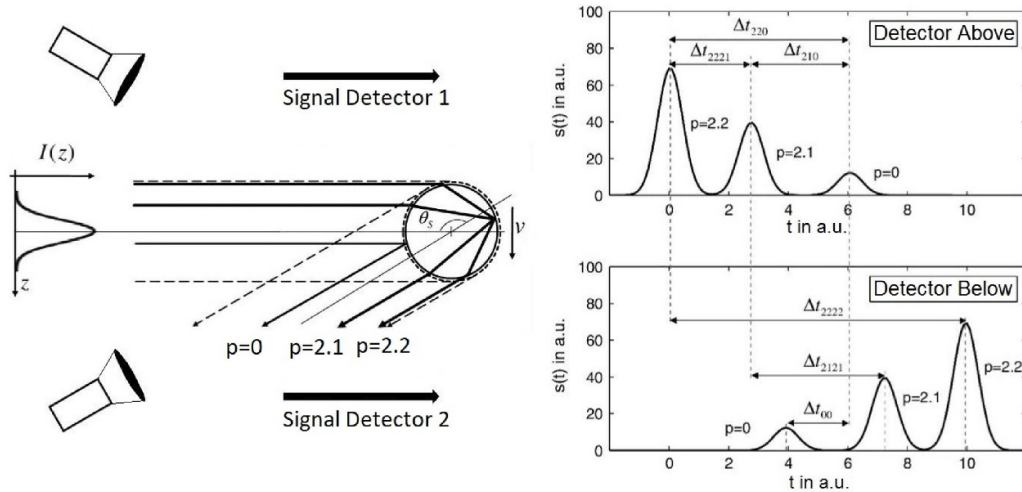 Signal Detector 1
I(z)
θ_S
v
z
p=0
p=2.1
p=2.2
Signal Detector 2
100
80
60
40
20
0
s(t) in a.u.
Δt₂₂₀
Detector Above
Δt₂₂₂₁
Δt₂₁₀
p=2.2
p=2.1
p=0
0
2
4
6
8
10
t in a.u.
100
80
60
40
20
0
s(t) in a.u.
Detector Below
Δt₂₂₂₂
Δt₂₁₂₁
Δt₀₀
p=0
p=2.1
p=2.2
0
2
4
6
8
10
t in a.u.